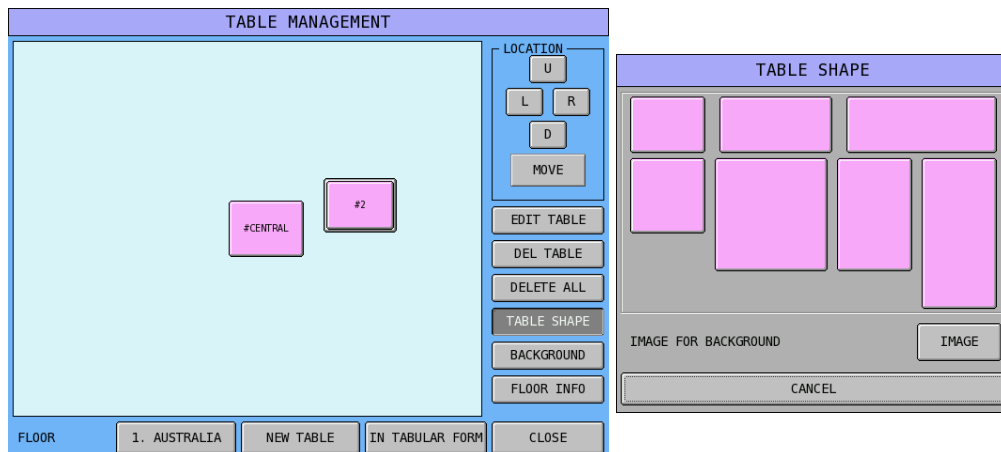 TABLE MANAGEMENT
LOCATION
U
L R
D
MOVE
#2
#CENTRAL
EDIT TABLE
DEL TABLE
DELETE ALL
TABLE SHAPE
BACKGROUND
FLOOR INFO
FLOOR
1. AUSTRALIA
NEW TABLE
IN TABULAR FORM
CLOSE
TABLE SHAPE
IMAGE FOR BACKGROUND
IMAGE
CANCEL